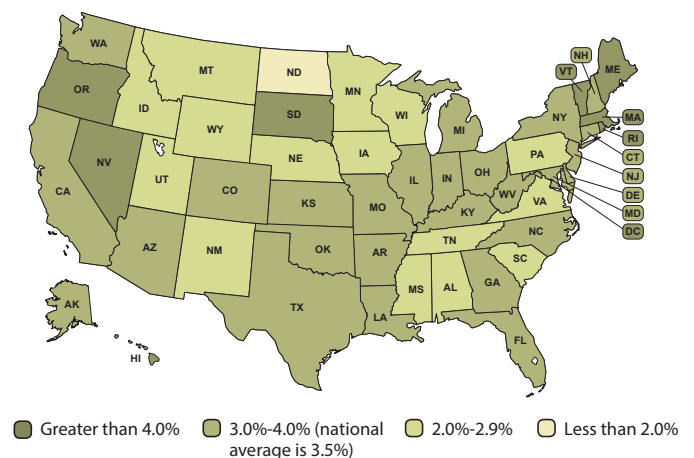 WA
NH
VT
ME
MT
ND
OR
MN
ID
SD
WI
NY
MA
WY
MI
RI
CT
IA
PA
NE
NJ
NV
OH
IL
IN
DE
UT
CO
WV
VA
MD
CA
KS
MO
KY
DC
NC
TN
AZ
NM
OK
AR
SC
MS
AL
GA
AK
TX
LA
FL
HI
Greater than 4.0%
3.0%-4.0% (national
average is 3.5%)
2.0%-2.9%
Less than 2.0%